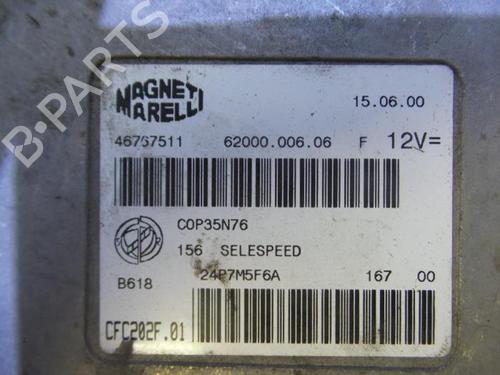 B-PARTS
MAGNETI MARELLI
15.06.00
46767511 62000.006.06 F 12V=
COP35N76
156 SELESPEED
B618 24P7M5F6A 167 00
CFC202F.01